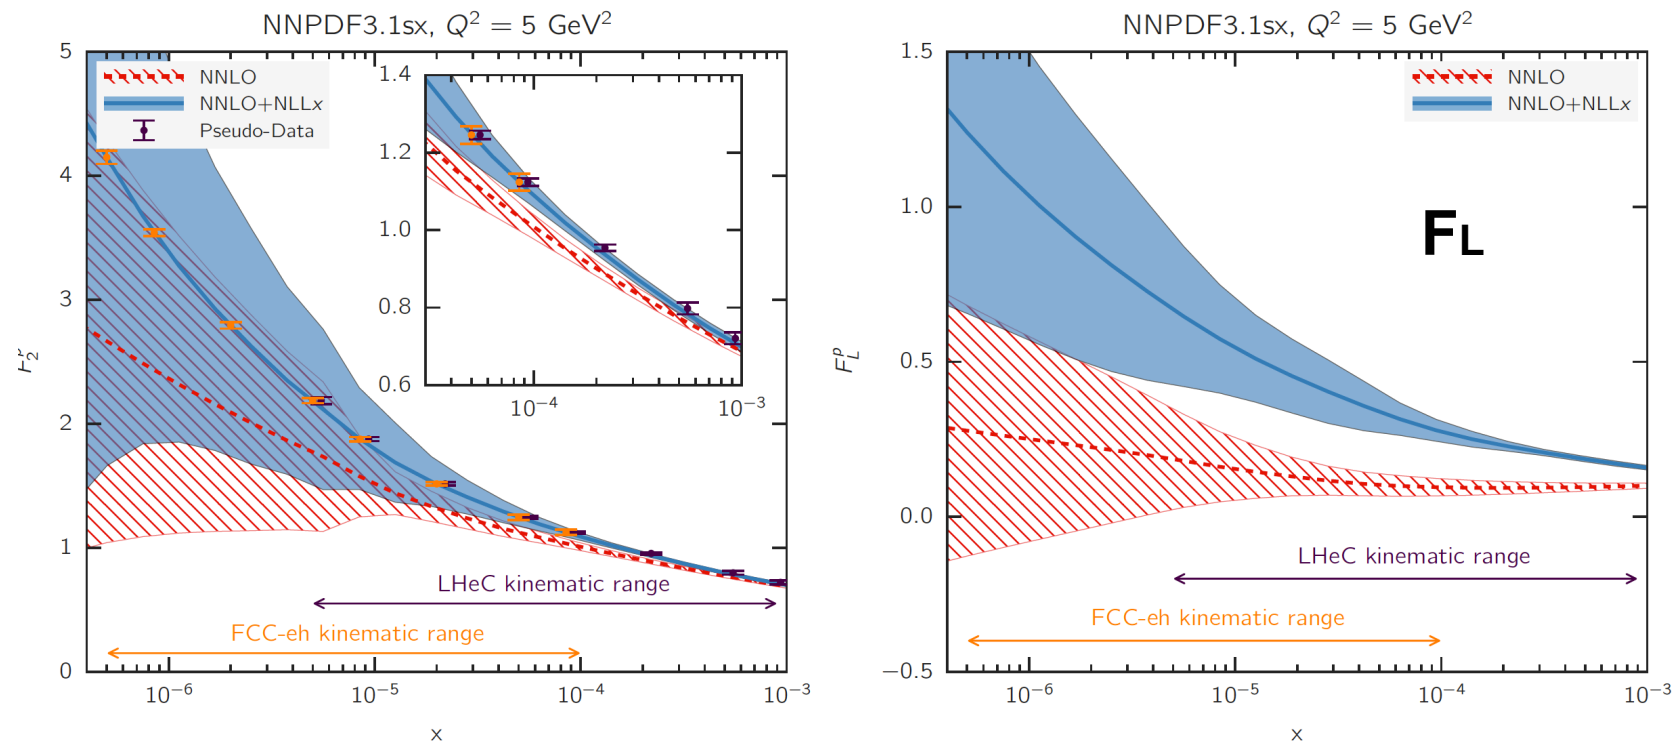 NNPDF3.1sx, Q² = 5 GeV²
5
4
3
2
1
0
NNLO
NNLO+NLLx
Pseudo-Data
1.4
1.2
1.0
0.8
0.6
10⁻⁴
10⁻³
LHeC kinematic range
FCC-eh kinematic range
10⁻⁶
10⁻⁵
10⁻⁴
10⁻³
x
NNPDF3.1sx, Q² = 5 GeV²
1.5
1.0
0.5
0.0
−0.5
F_L^p
NNLO
NNLO+NLLx
FL
LHeC kinematic range
FCC-eh kinematic range
10⁻⁶
10⁻⁵
10⁻⁴
10⁻³
x